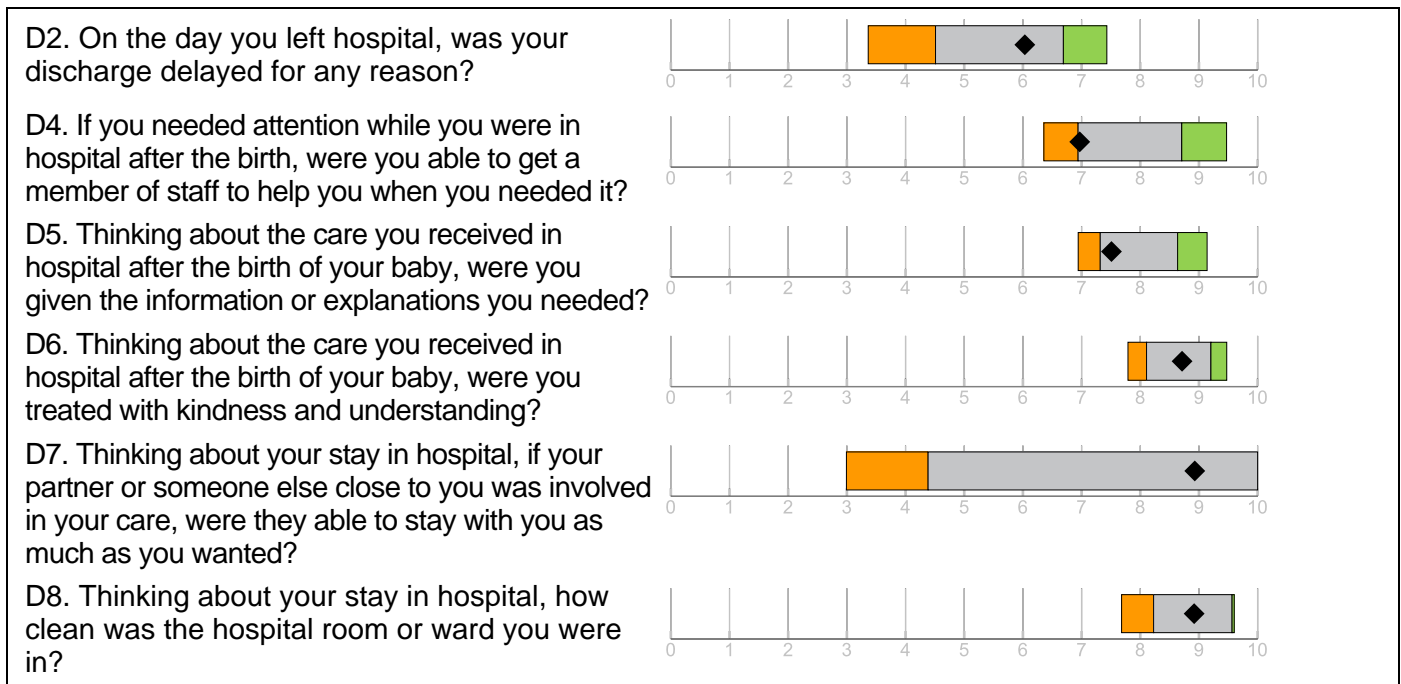 D2. On the day you left hospital, was your
discharge delayed for any reason?
0 1 2 3 4 5 6 7 8 9 10
D4. If you needed attention while you were in
hospital after the birth, were you able to get a
member of staff to help you when you needed it?
0 1 2 3 4 5 6 7 8 9 10
D5. Thinking about the care you received in
hospital after the birth of your baby, were you
given the information or explanations you needed?
0 1 2 3 4 5 6 7 8 9 10
D6. Thinking about the care you received in
hospital after the birth of your baby, were you
treated with kindness and understanding?
0 1 2 3 4 5 6 7 8 9 10
D7. Thinking about your stay in hospital, if your
partner or someone else close to you was involved
in your care, were they able to stay with you as
much as you wanted?
0 1 2 3 4 5 6 7 8 9 10
D8. Thinking about your stay in hospital, how
clean was the hospital room or ward you were
in?
0 1 2 3 4 5 6 7 8 9 10